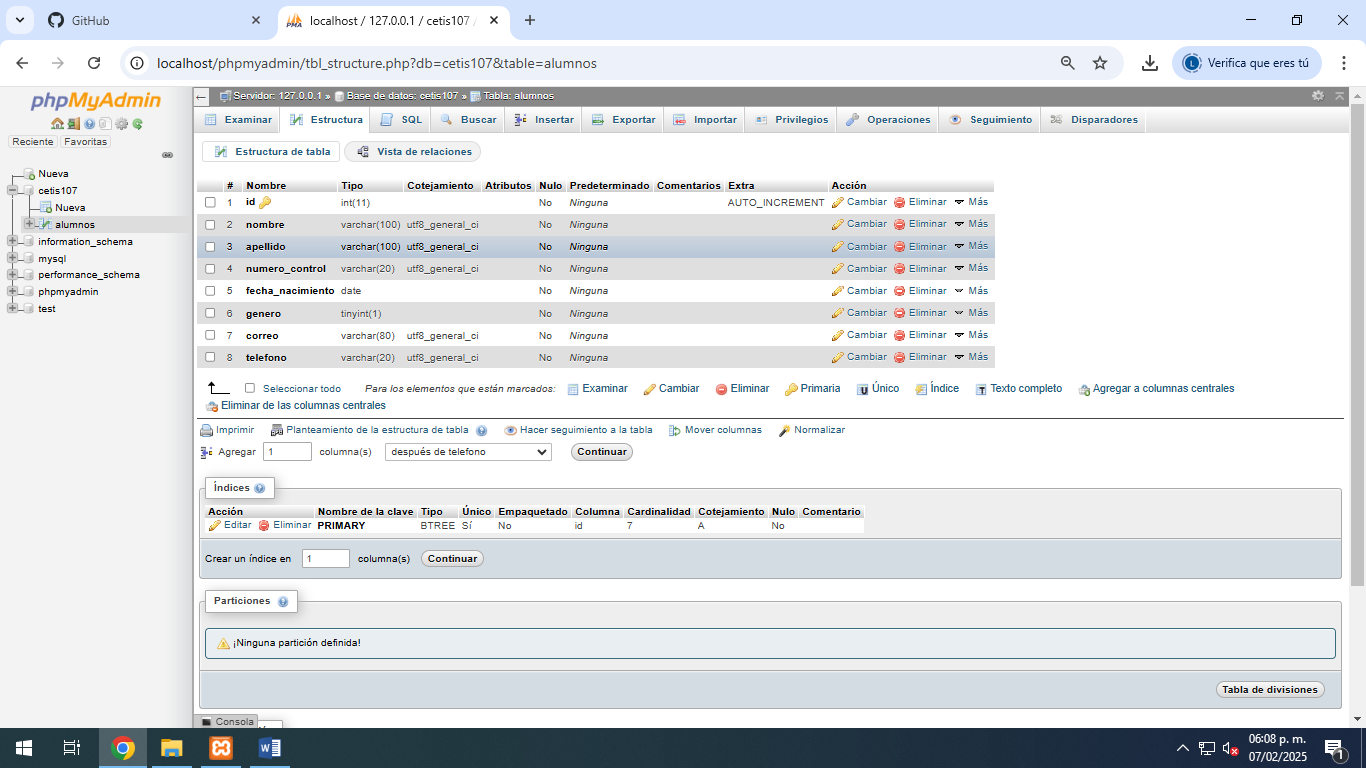 GitHub
localhost / 127.0.0.1 / cetis107 /
localhost/phpmyadmin/tbl_structure.php?db=cetis107&table=alumnos
L
Verifica que eres tú
phpMyAdmin
Reciente Favoritas
Nueva
cetis107
Nueva
alumnos
information_schema
mysql
performance_schema
phpmyadmin
test
Servidor: 127.0.0.1 » Base de datos: cetis107 » Tabla: alumnos
Examinar Estructura SQL Buscar Insertar Exportar Importar Privilegios Operaciones Seguimiento Disparadores
Estructura de tabla Vista de relaciones
# Nombre Tipo Cotejamiento Atributos Nulo Predeterminado Comentarios Extra Acción
1 id int(11) No Ninguna AUTO_INCREMENT Cambiar Eliminar Más
2 nombre varchar(100) utf8_general_ci No Ninguna Cambiar Eliminar Más
3 apellido varchar(100) utf8_general_ci No Ninguna Cambiar Eliminar Más
4 numero_control varchar(20) utf8_general_ci No Ninguna Cambiar Eliminar Más
5 fecha_nacimiento date No Ninguna Cambiar Eliminar Más
6 genero tinyint(1) No Ninguna Cambiar Eliminar Más
7 correo varchar(80) utf8_general_ci No Ninguna Cambiar Eliminar Más
8 telefono varchar(20) utf8_general_ci No Ninguna Cambiar Eliminar Más
Seleccionar todo Para los elementos que están marcados: Examinar Cambiar Eliminar Primaria Único Índice Texto completo Agregar a columnas centrales
Eliminar de las columnas centrales
Imprimir Planteamiento de la estructura de tabla Hacer seguimiento a la tabla Mover columnas Normalizar
Agregar 1 columna(s) después de telefono Continuar
Índices
Acción Nombre de la clave Tipo Único Empaquetado Columna Cardinalidad Cotejamiento Nulo Comentario
Editar Eliminar PRIMARY BTREE Sí No id 7 A No
Crear un índice en 1 columna(s) Continuar
Particiones
¡Ninguna partición definida!
Tabla de divisiones
Consola
06:08 p. m.
07/02/2025
1